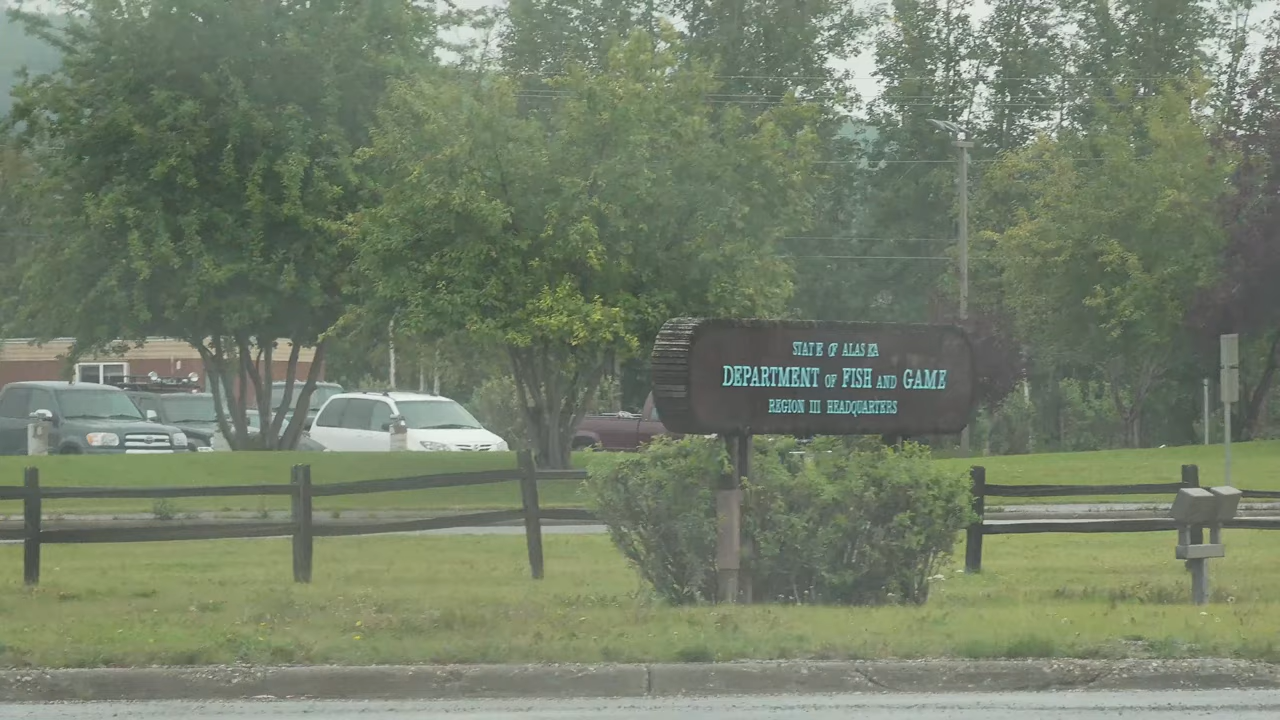 STATE OF ALASKA
DEPARTMENT OF FISH AND GAME
REGION III HEADQUARTERS